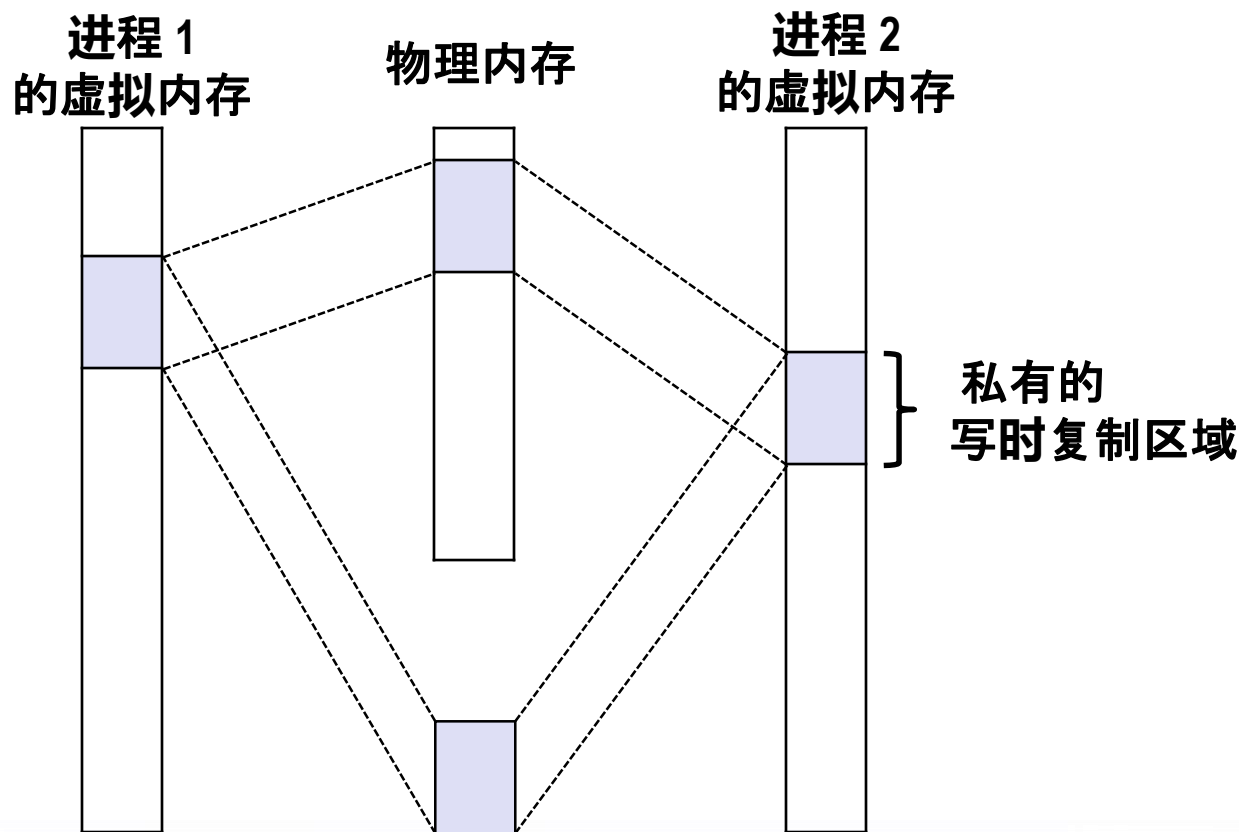 进程 1
的虚拟内存
物理内存
进程 2
的虚拟内存
私有的
写时复制区域